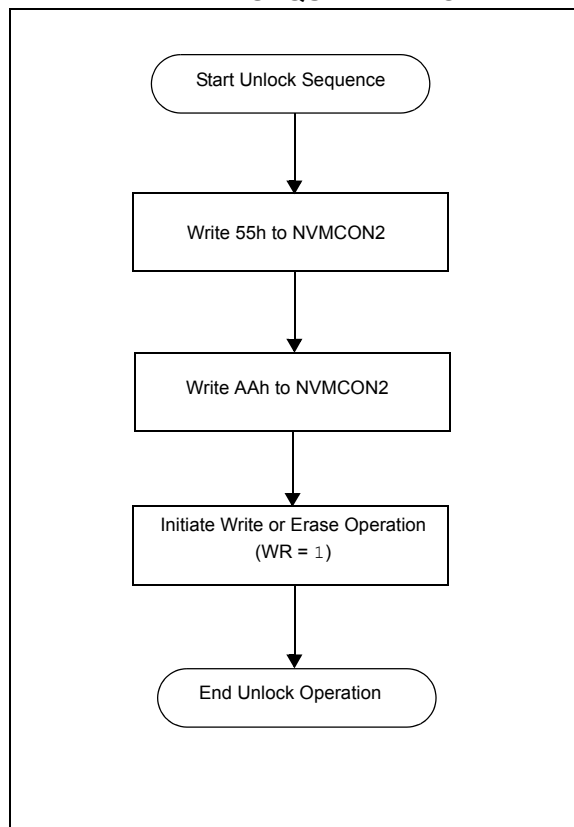 Start Unlock Sequence
Write 55h to NVMCON2
Write AAh to NVMCON2
Initiate Write or Erase Operation
(WR = 1)
End Unlock Operation